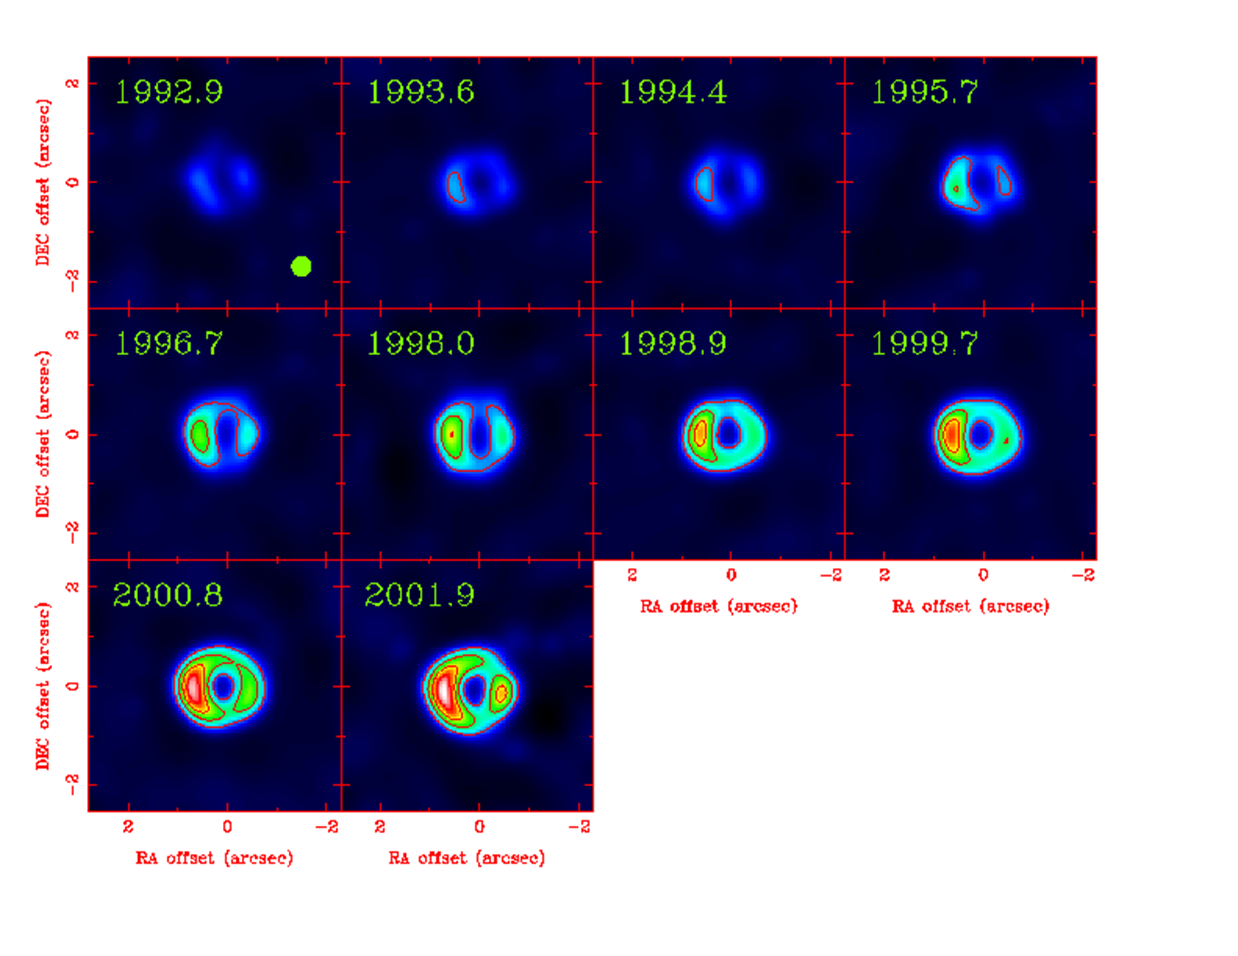 1992.9 1993.6 1994.4 1995.7
DEC offset (arcsec)
2
0
-2
1996.7 1998.0 1998.9 1999.7
DEC offset (arcsec)
2
0
-2
2 0 -2 2 0 -2
RA offset (arcsec) RA offset (arcsec)
2000.8 2001.9
DEC offset (arcsec)
2
0
-2
2 0 -2 2 0 -2
RA offset (arcsec) RA offset (arcsec)